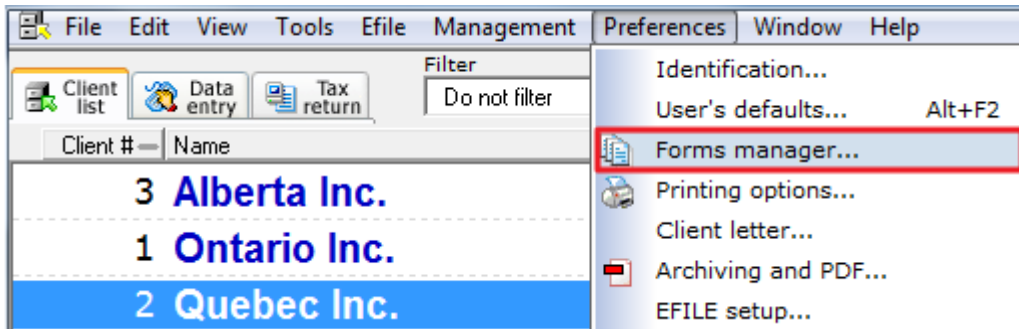 File Edit View Tools Efile Management Preferences Window Help
Client list Data entry Tax return
Filter
Do not filter
Client # Name
3 Alberta Inc.
1 Ontario Inc.
2 Quebec Inc.
Identification...
User's defaults... Alt+F2
Forms manager...
Printing options...
Client letter...
Archiving and PDF...
EFILE setup...